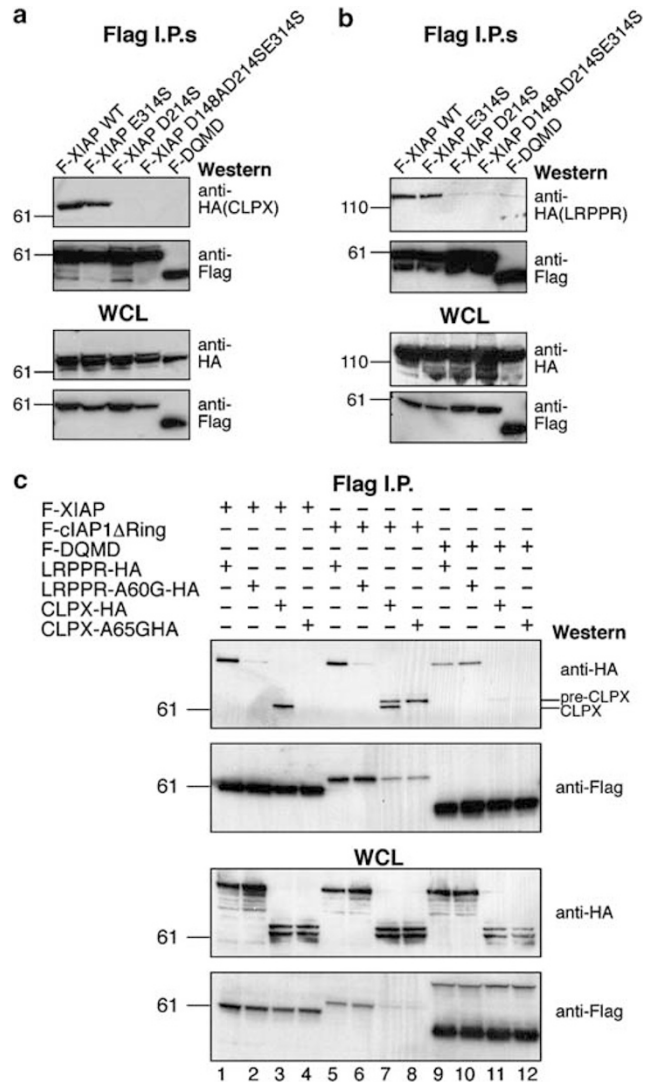 a
Flag I.P.s
F-XIAP WT
F-XIAP E314S
F-XIAP D214S
F-XIAP D148AD214SE314S
F-DQMD
Western
61
anti-
HA(CLPX)
61
anti-
Flag
WCL
61
anti-
HA
61
anti-
Flag
b
Flag I.P.s
F-XIAP WT
F-XIAP E314S
F-XIAP D214S
F-XIAP D148AD214SE314S
F-DQMD
Western
110
anti-
HA(LRPPR)
61
anti-
Flag
WCL
110
anti-
HA
61
anti-
Flag
c
Flag I.P.
F-XIAP + + + + – – – – – – – –
F-cIAP1ΔRing – – – – + + + + – – – –
F-DQMD – – – – – – – – + + + +
LRPPR-HA + – – – + – – – + – – –
LRPPR-A60G-HA – + – – – + – – – + – –
CLPX-HA – – + – – – + – – – + –
CLPX-A65GHA – – – + – – – + – – – +
Western
anti-HA
pre-CLPX
61
CLPX
61
anti-Flag
WCL
anti-HA
61
61
anti-Flag
1 2 3 4 5 6 7 8 9 10 11 12